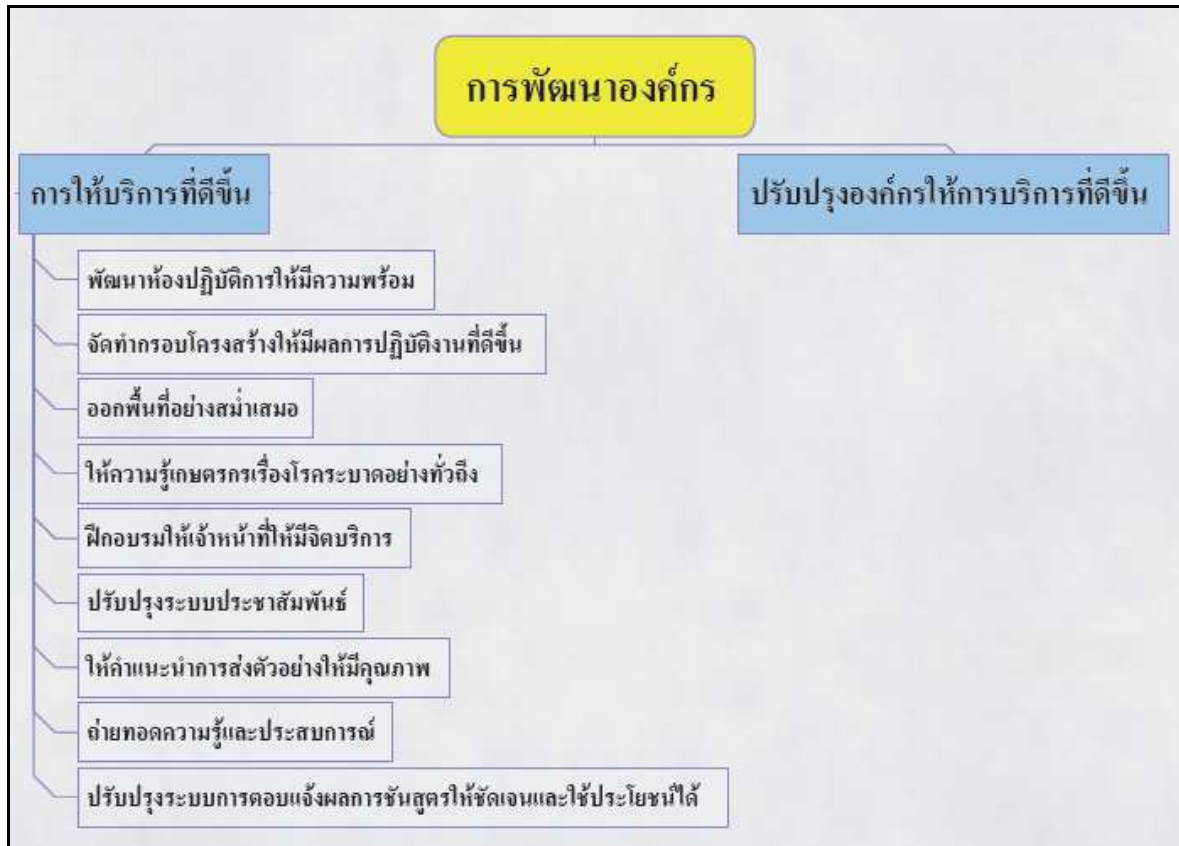 การพัฒนาองค์กร
การให้บริการที่ดีขึ้น
ปรับปรุงองค์กรให้การบริการที่ดีขึ้น
พัฒนาห้องปฏิบัติการให้มีความพร้อม
จัดทำกรอบโครงสร้างให้มีผลการปฏิบัติงานที่ดีขึ้น
ออกพื้นที่อย่างสม่ำเสมอ
ให้ความรู้เกษตรกรเรื่องโรคระบาดอย่างทั่วถึง
ฝึกอบรมให้เจ้าหน้าที่ให้มีจิตบริการ
ปรับปรุงระบบประชาสัมพันธ์
ให้คำแนะนำการส่งตัวอย่างให้มีคุณภาพ
ถ่ายทอดความรู้และประสบการณ์
ปรับปรุงระบบการตอบแจ้งผลการชันสูตรให้ชัดเจนและใช้ประโยชน์ได้